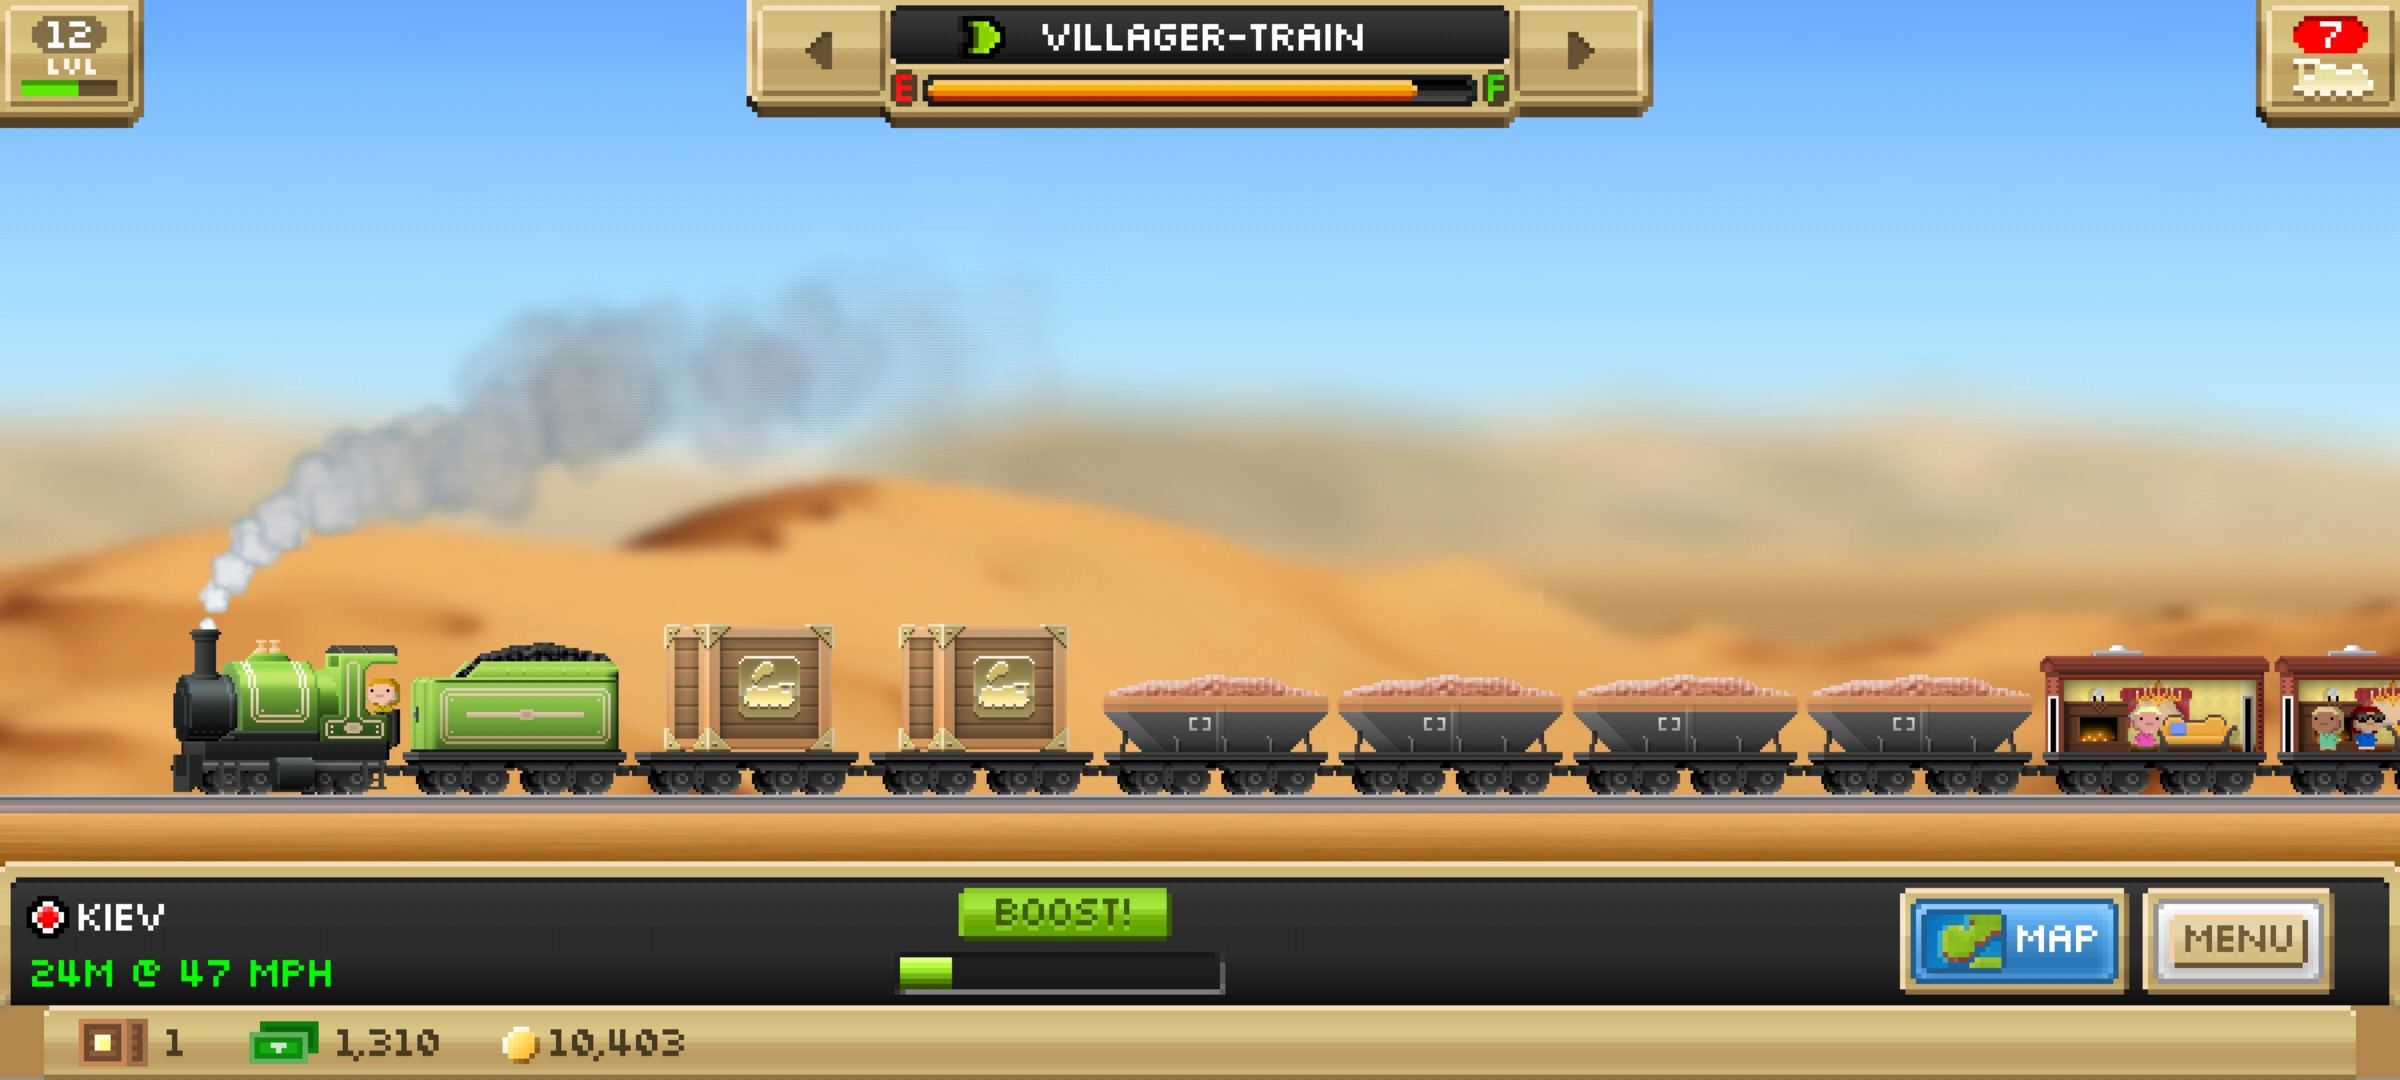 12
LVL
VILLAGER-TRAIN
E F
7
KIEV
24M @ 47 MPH
BOOST!
MAP
MENU
1 1,310 10,403